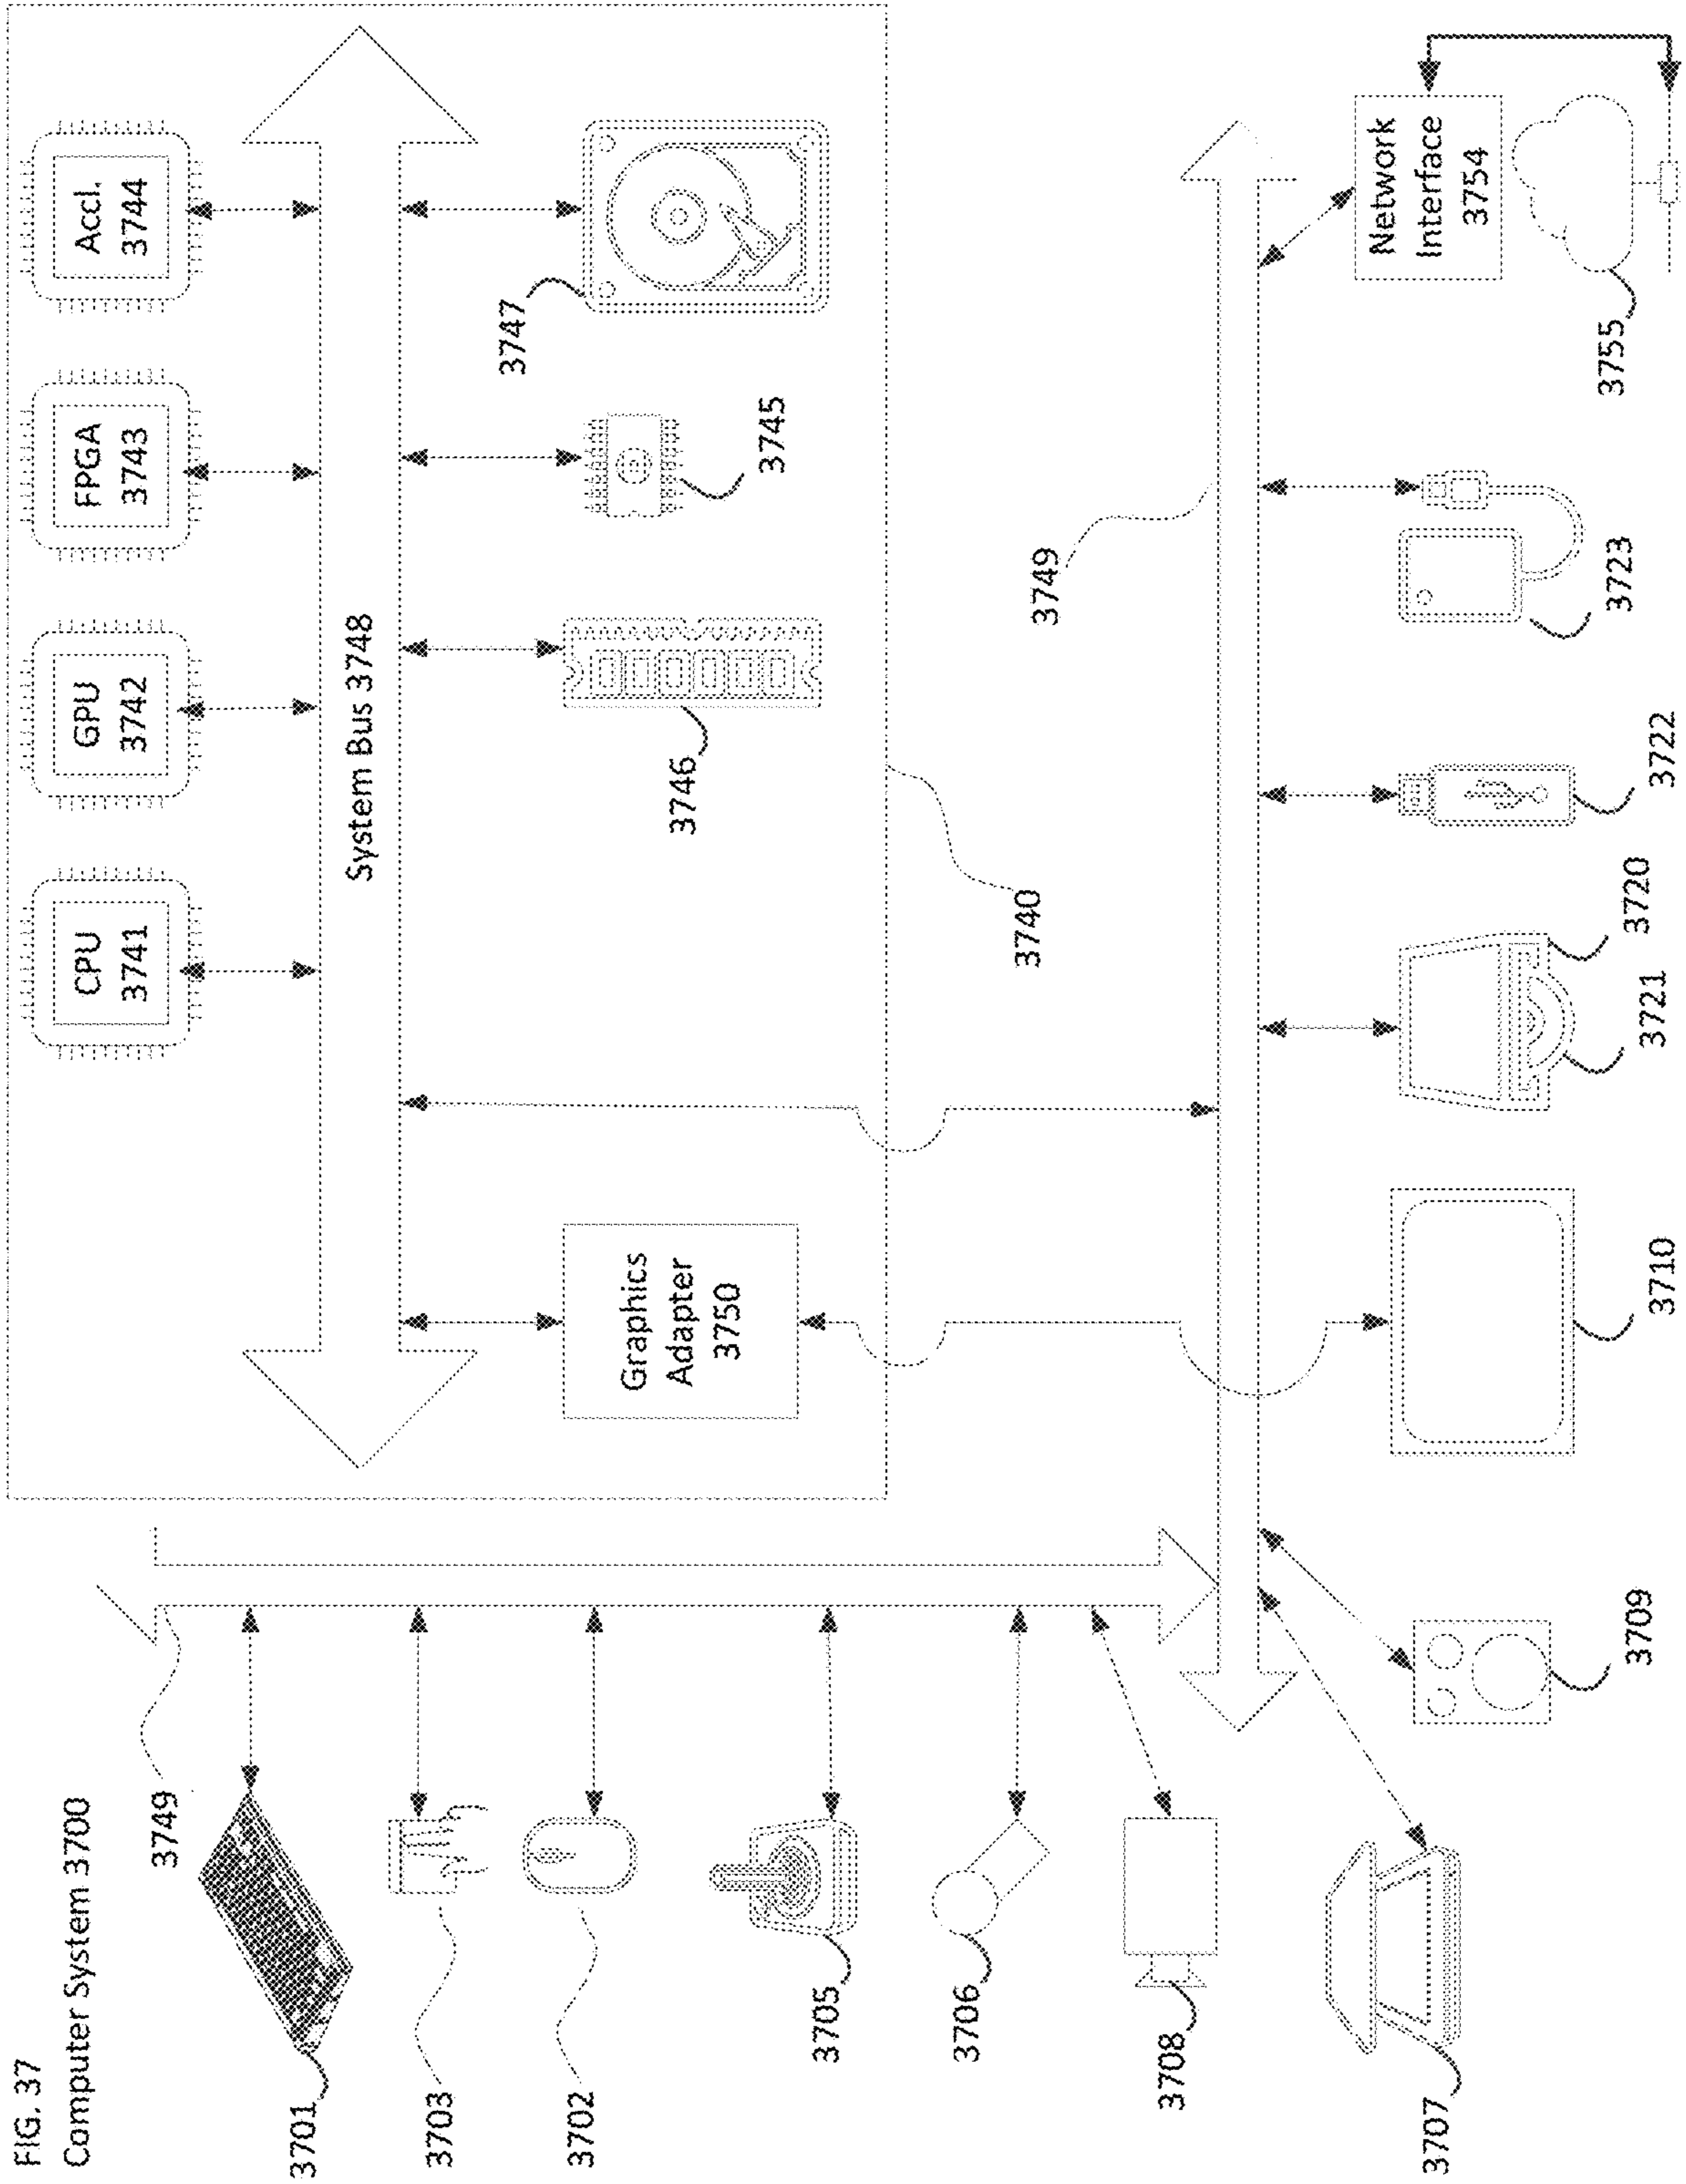 FIG. 37
Computer System 3700
CPU
3741
GPU
3742
FPGA
3743
Accl.
3744
System Bus 3748
3749
3701
3703
3702
3705
3706
3708
3707
Graphics
Adapter
3750
3746
3745
3747
3740
3749
3709
3710
3721
3720
3722
3723
Network
Interface
3754
3755